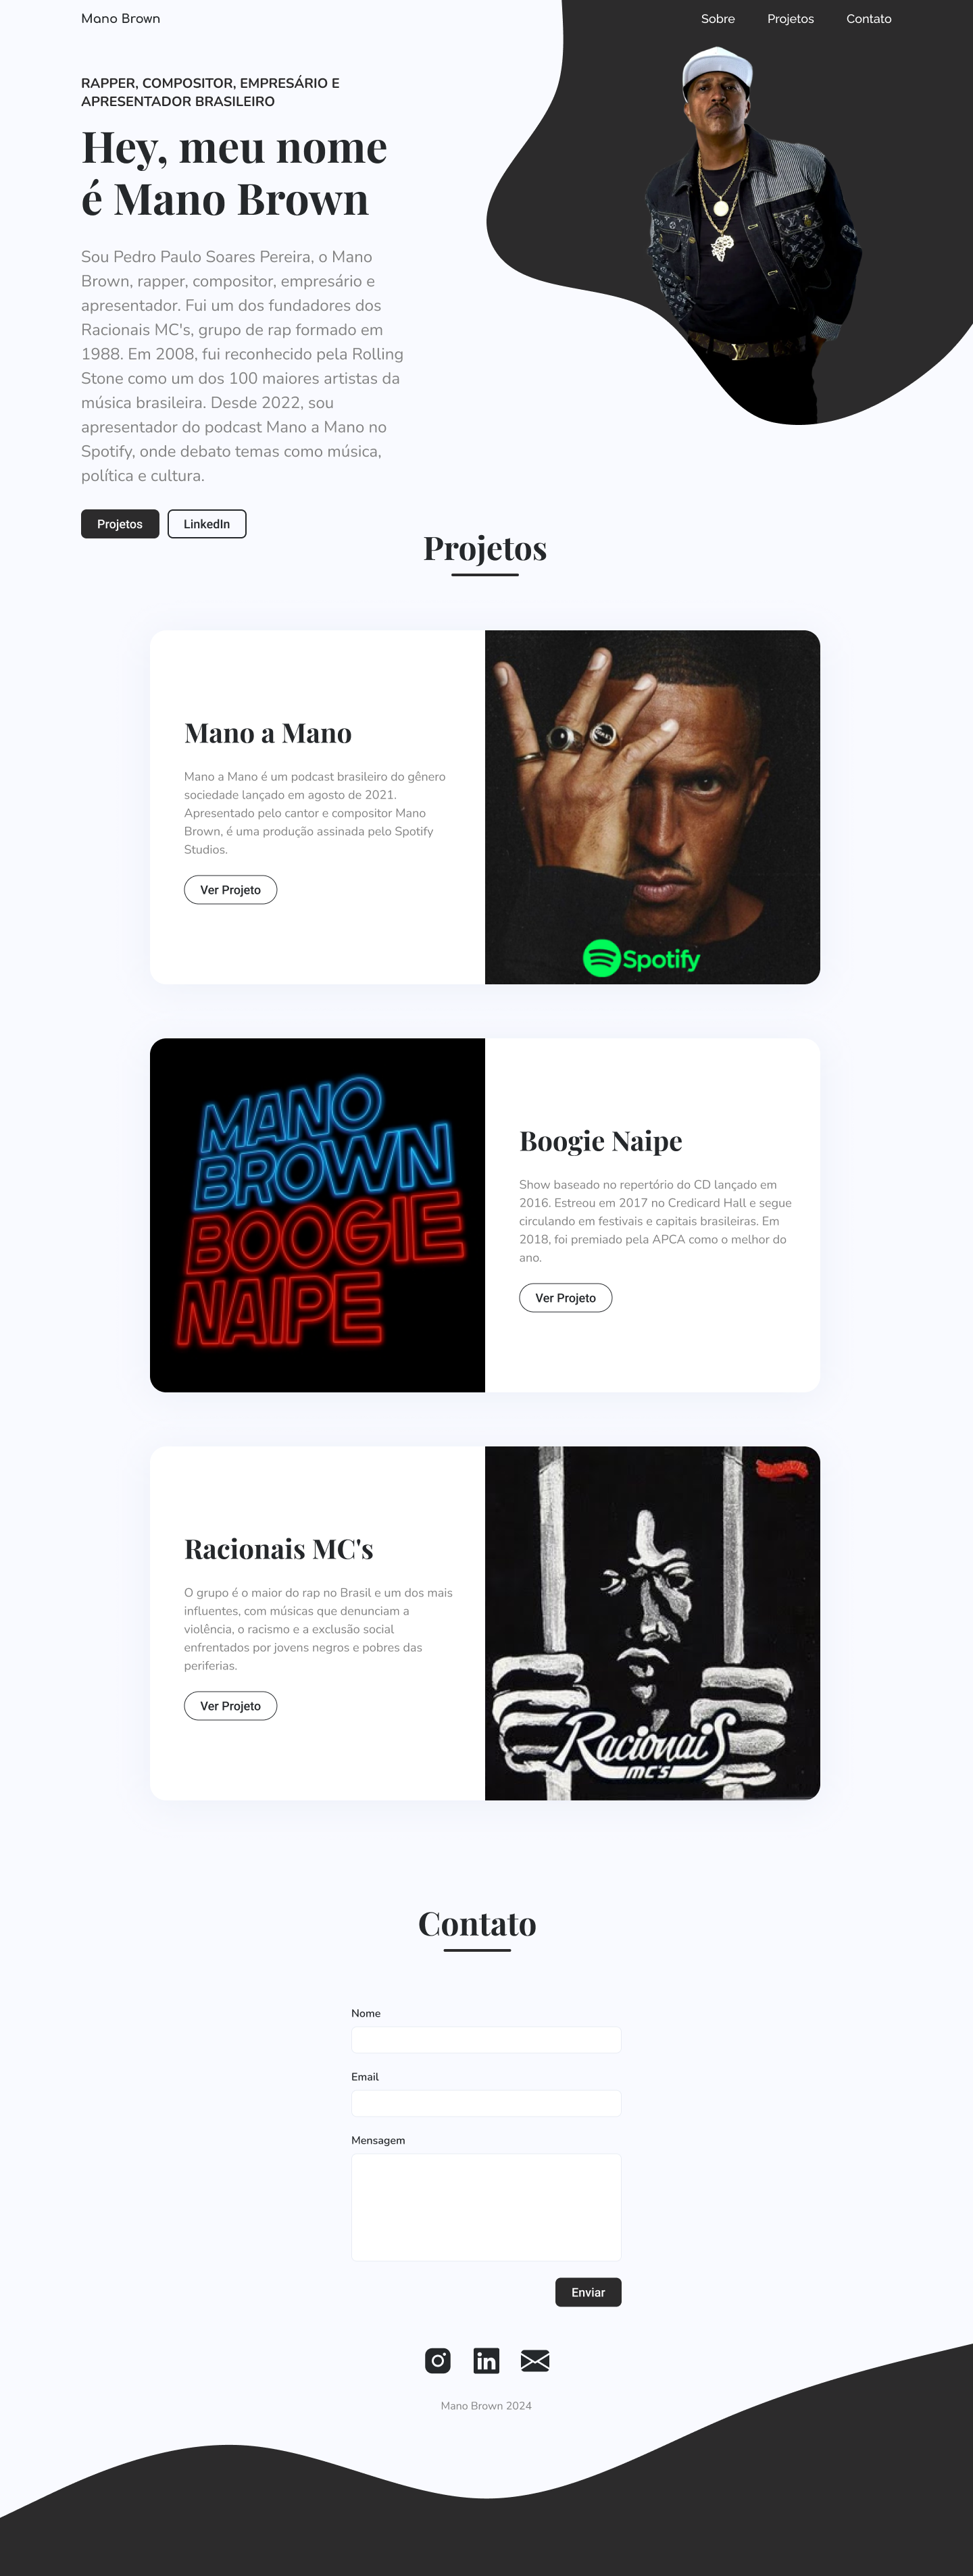 Mano Brown
Sobre
Projetos
Contato
RAPPER, COMPOSITOR, EMPRESÁRIO E
APRESENTADOR BRASILEIRO
Hey, meu nome
é Mano Brown
Sou Pedro Paulo Soares Pereira, o Mano
Brown, rapper, compositor, empresário e
apresentador. Fui um dos fundadores dos
Racionais MC's, grupo de rap formado em
1988. Em 2008, fui reconhecido pela Rolling
Stone como um dos 100 maiores artistas da
música brasileira. Desde 2022, sou
apresentador do podcast Mano a Mano no
Spotify, onde debato temas como música,
política e cultura.
Projetos
LinkedIn
Projetos
Mano a Mano
Mano a Mano é um podcast brasileiro do gênero
sociedade lançado em agosto de 2021.
Apresentado pelo cantor e compositor Mano
Brown, é uma produção assinada pelo Spotify
Studios.
Ver Projeto
Spotify
MANO
BROWN
BOOGIE
NAIPE
Boogie Naipe
Show baseado no repertório do CD lançado em
2016. Estreou em 2017 no Credicard Hall e segue
circulando em festivais e capitais brasileiras. Em
2018, foi premiado pela APCA como o melhor do
ano.
Ver Projeto
Racionais MC's
O grupo é o maior do rap no Brasil e um dos mais
influentes, com músicas que denunciam a
violência, o racismo e a exclusão social
enfrentados por jovens negros e pobres das
periferias.
Ver Projeto
Racionais
MC'S
Contato
Nome
Email
Mensagem
Enviar
in
Mano Brown 2024